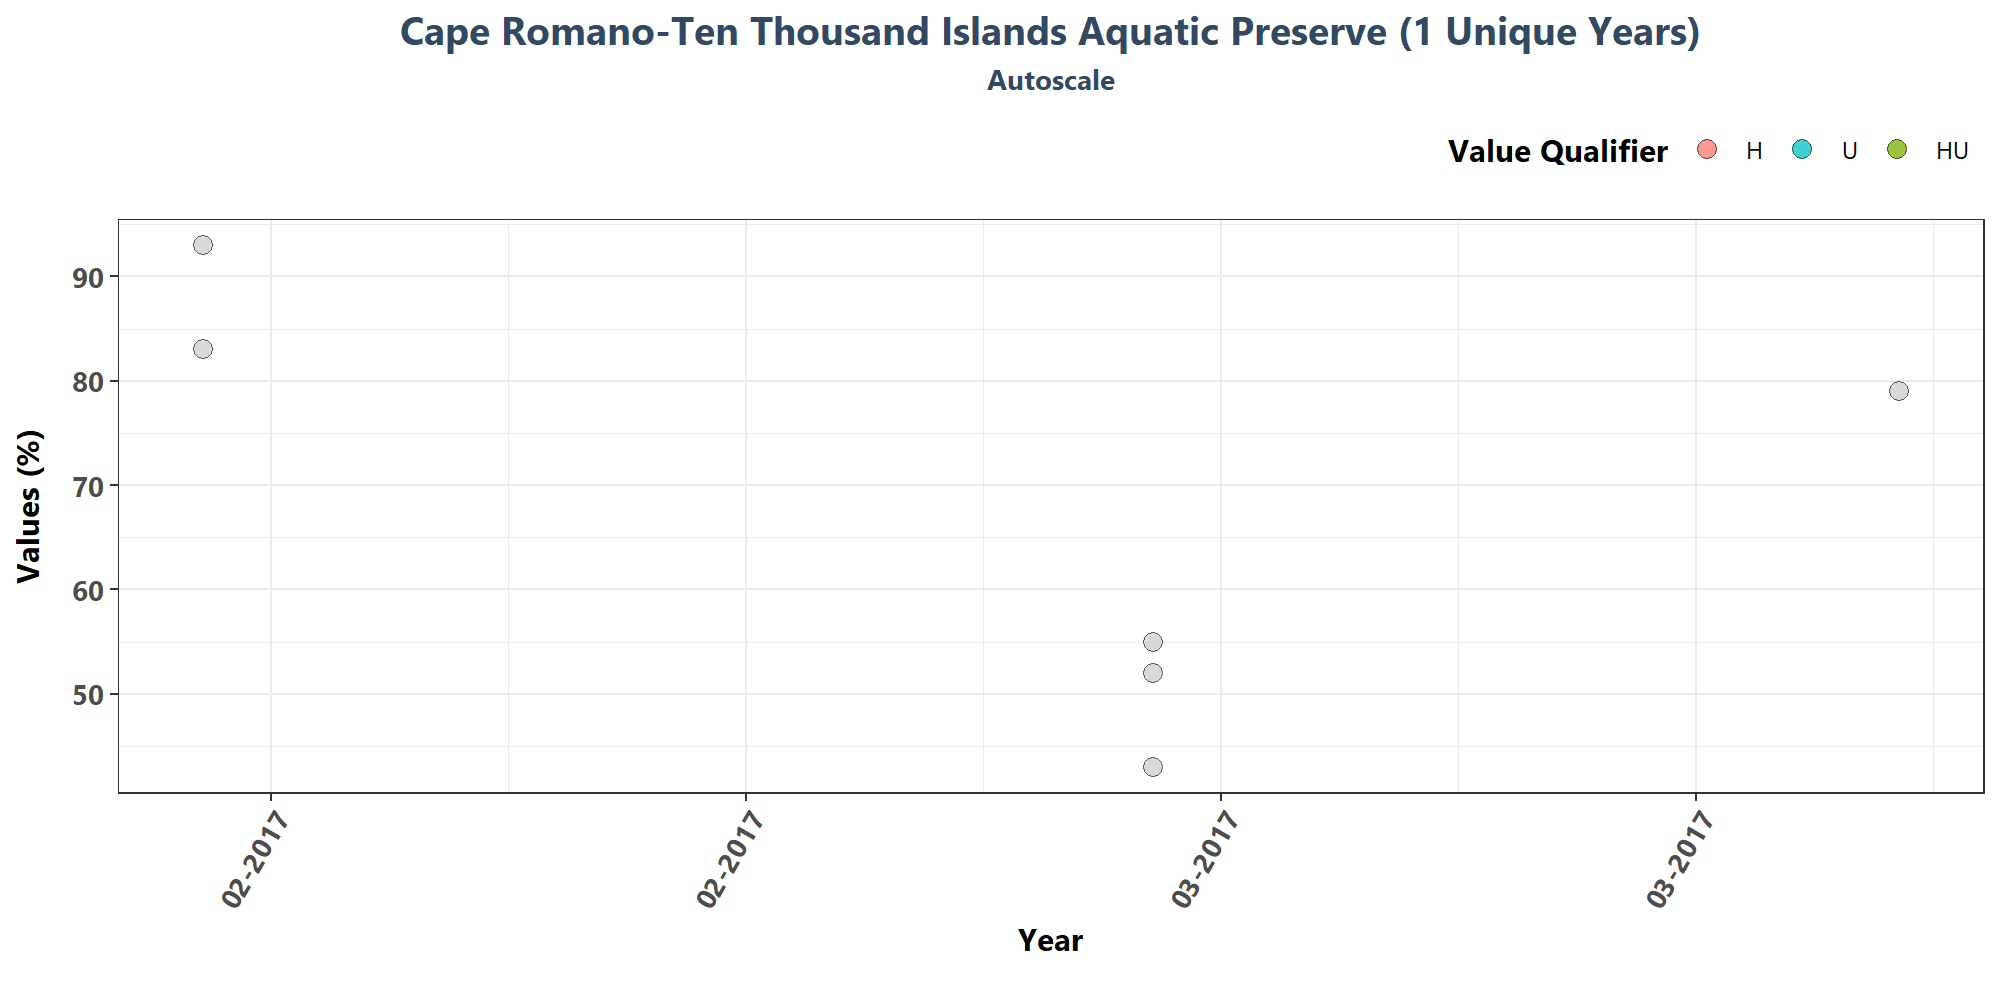 Cape Romano-Ten Thousand Islands Aquatic Preserve (1 Unique Years)
Autoscale
Value Qualifier H U HU
Values (%)
90
80
70
60
50
02-2017 02-2017 03-2017 03-2017
Year